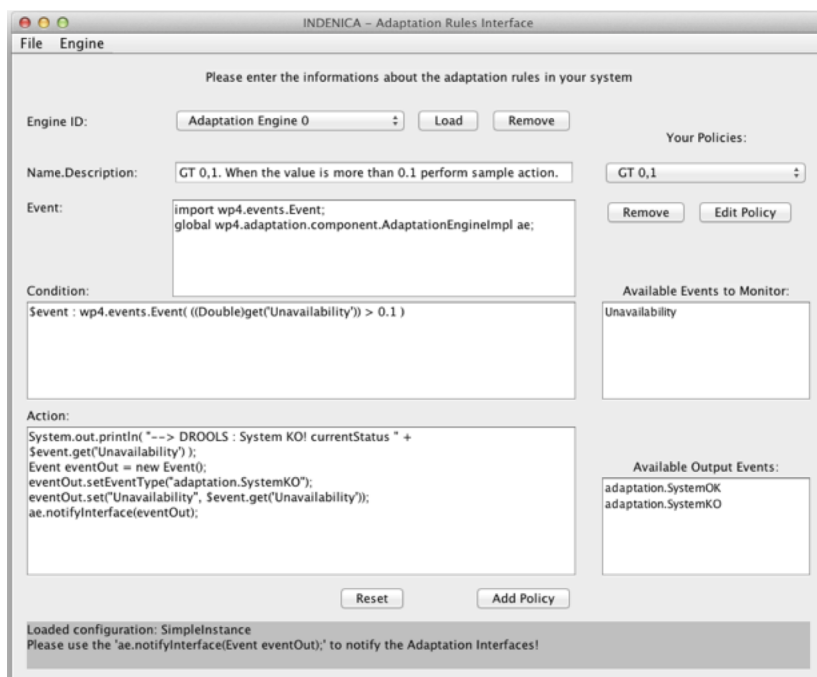 INDENICA – Adaptation Rules Interface
File Engine
Please enter the informations about the adaptation rules in your system
Engine ID:
Adaptation Engine 0
Load
Remove
Your Policies:
Name.Description:
GT 0,1. When the value is more than 0.1 perform sample action.
GT 0,1
Event:
import wp4.events.Event;
global wp4.adaptation.component.AdaptationEngineImpl ae;
Remove
Edit Policy
Condition:
$event : wp4.events.Event( ((Double)get('Unavailability')) > 0.1 )
Available Events to Monitor:
Unavailability
Action:
System.out.println( "--> DROOLS : System KO! currentStatus " +
$event.get('Unavailability') );
Event eventOut = new Event();
eventOut.setEventType("adaptation.SystemKO");
eventOut.set("Unavailability", $event.get('Unavailability'));
ae.notifyInterface(eventOut);
Available Output Events:
adaptation.SystemOK
adaptation.SystemKO
Reset
Add Policy
Loaded configuration: SimpleInstance
Please use the 'ae.notifyInterface(Event eventOut);' to notify the Adaptation Interfaces!